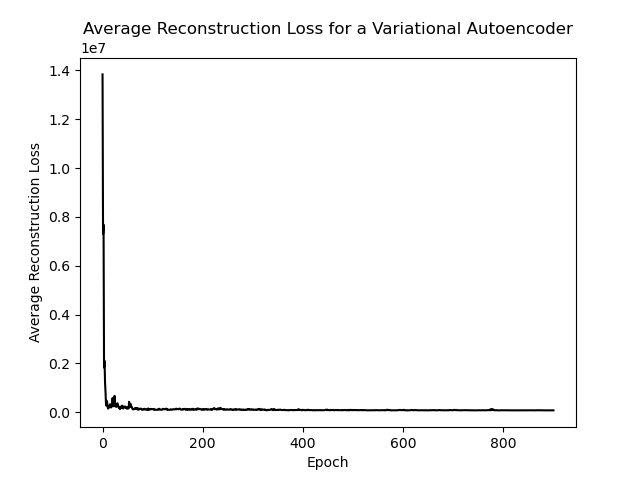 Average Reconstruction Loss for a Variational Autoencoder
1e7
1.4
1.2
1.0
0.8
0.6
0.4
0.2
0.0
Average Reconstruction Loss
0 200 400 600 800
Epoch